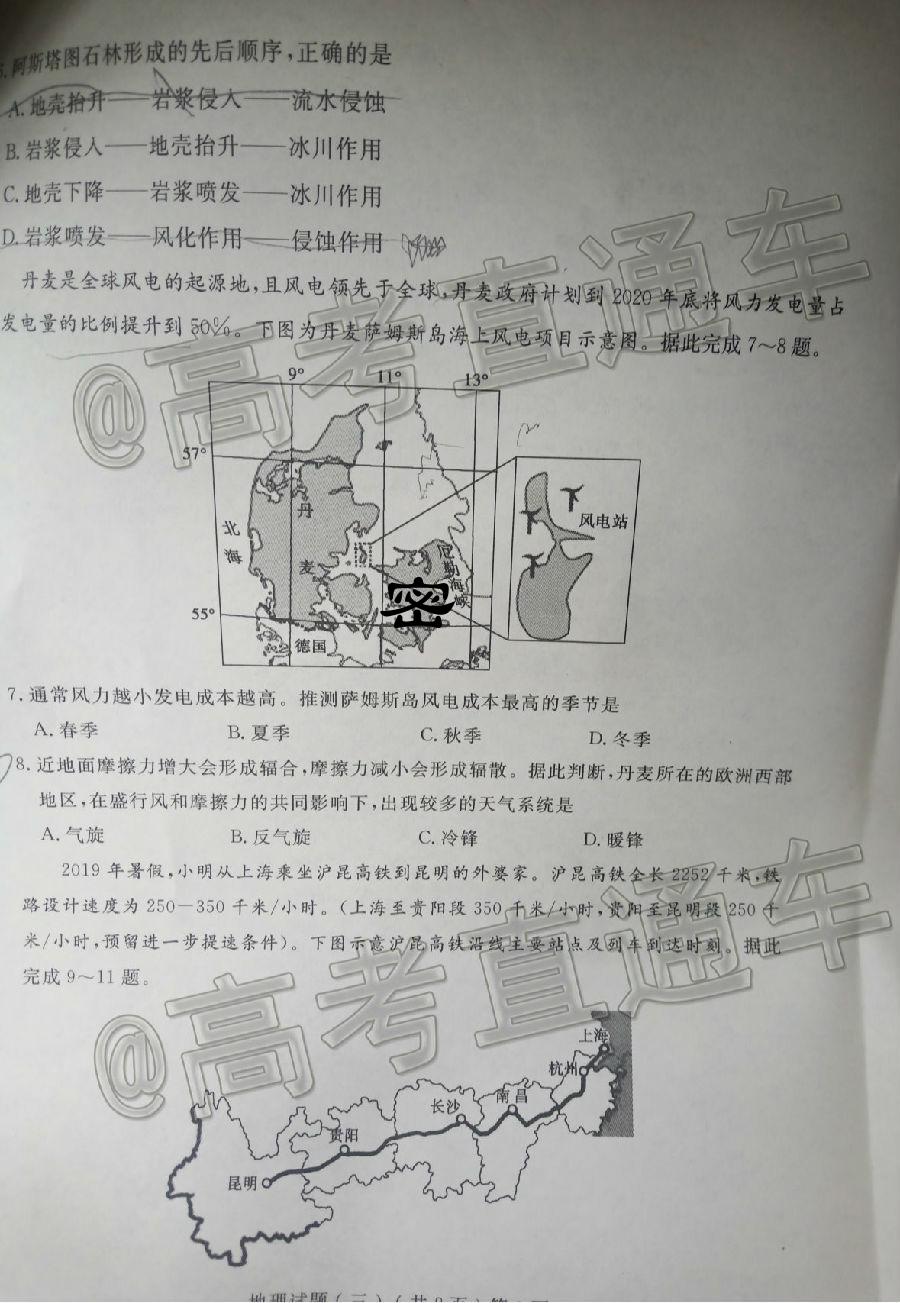 6.阿斯塔图石林形成的先后顺序,正确的是
A.地壳抬升——岩浆侵入——流水侵蚀
B.岩浆侵入——地壳抬升——冰川作用
C.地壳下降——岩浆喷发——冰川作用
D.岩浆喷发——风化作用——侵蚀作用
丹麦是全球风电的起源地,且风电领先于全球,丹麦政府计划到 2020 年底将风力发电量占
发电量的比例提升到 50%。下图为丹麦萨姆斯岛海上风电项目示意图。据此完成 7~8 题。
9° 11° 13°
57°
丹
风电站
北海
厄勒海峡
麦
密
55°
德国
7.通常风力越小发电成本越高。推测萨姆斯岛风电成本最高的季节是
A.春季 B.夏季 C.秋季 D.冬季
8.近地面摩擦力增大会形成辐合,摩擦力减小会形成辐散。据此判断,丹麦所在的欧洲西部
地区,在盛行风和摩擦力的共同影响下,出现较多的天气系统是
A.气旋 B.反气旋 C.冷锋 D.暖锋
2019 年暑假,小明从上海乘坐沪昆高铁到昆明的外婆家。沪昆高铁全长 2252 千米,铁
路设计速度为 250—350 千米/小时。(上海至贵阳段 350 千米/小时,贵阳至昆明段 250 千
米/小时,预留进一步提速条件)。下图示意沪昆高铁沿线主要站点及列车到达时刻。据此
完成 9~11 题。
上海
杭州
南昌
长沙
贵阳
昆明
@高考直通车
@高考直通车